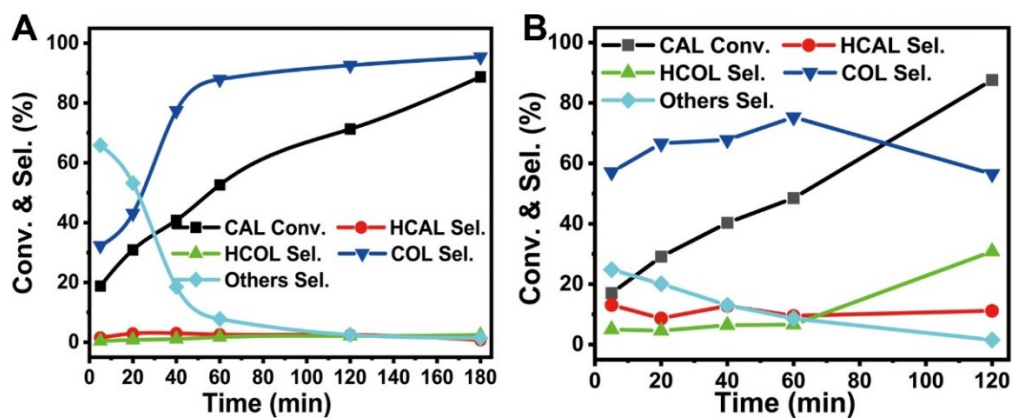 A
Conv. & Sel. (%)
100
80
60
40
20
0
CAL Conv. HCAL Sel.
HCOL Sel. COL Sel.
Others Sel.
0 20 40 60 80 100 120 140 160 180
Time (min)
B
Conv. & Sel. (%)
100
80
60
40
20
0
CAL Conv. HCAL Sel.
HCOL Sel. COL Sel.
Others Sel.
0 20 40 60 80 100 120
Time (min)